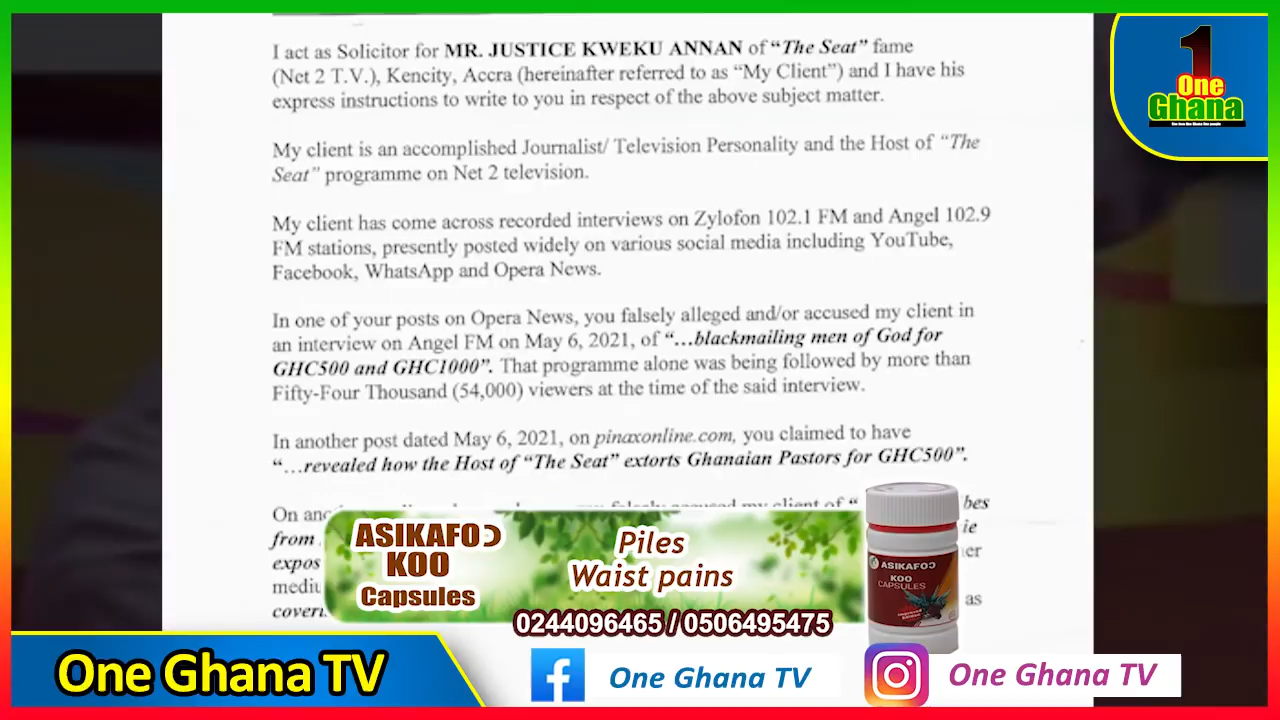 I act as Solicitor for MR. JUSTICE KWEKU ANNAN of “The Seat” fame
(Net 2 T.V.), Kencity, Accra (hereinafter referred to as “My Client”) and I have his
express instructions to write to you in respect of the above subject matter.
My client is an accomplished Journalist/ Television Personality and the Host of “The
Seat” programme on Net 2 television.
My client has come across recorded interviews on Zylofon 102.1 FM and Angel 102.9
FM stations, presently posted widely on various social media including YouTube,
Facebook, WhatsApp and Opera News.
In one of your posts on Opera News, you falsely alleged and/or accused my client in
an interview on Angel FM on May 6, 2021, of “…blackmailing men of God for
GHC500 and GHC1000”. That programme alone was being followed by more than
Fifty-Four Thousand (54,000) viewers at the time of the said interview.
In another post dated May 6, 2021, on pinaxonline.com, you claimed to have
“…revealed how the Host of “The Seat” extorts Ghanaian Pastors for GHC500”.
On
from
expos
as
1
One
Ghana
ASIKAFOƆ
KOO
Capsules
Piles
Waist pains
0244096465 / 0506495475
ASIKAFOƆ
KOO
CAPSULES
One Ghana TV
One Ghana TV
One Ghana TV